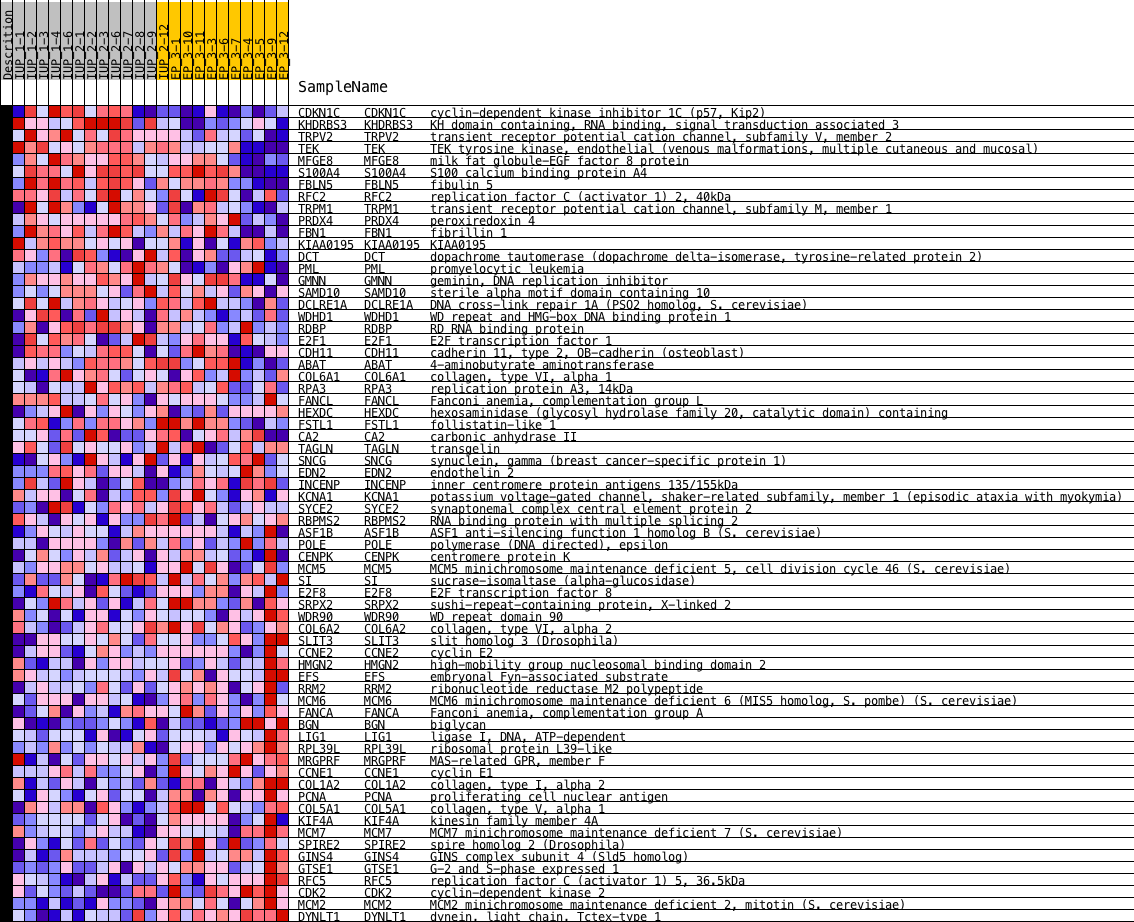 Descrition
IUP_1-1
IUP_1-2
IUP_1-3
IUP_1-4
IUP_1-6
IUP_2-1
IUP_2-2
IUP_2-3
IUP_2-6
IUP_2-7
IUP_2-8
IUP_2-9
IUP_2-12
EP_3-1
EP_3-10
EP_3-11
EP_3-3
EP_3-6
EP_3-7
EP_3-4
EP_3-5
EP_3-9
EP_3-12
SampleName
CDKN1C CDKN1C cyclin-dependent kinase inhibitor 1C (p57, Kip2)
KHDRBS3 KHDRBS3 KH domain containing, RNA binding, signal transduction associated 3
TRPV2 TRPV2 transient receptor potential cation channel, subfamily V, member 2
TEK TEK TEK tyrosine kinase, endothelial (venous malformations, multiple cutaneous and mucosal)
MFGE8 MFGE8 milk fat globule-EGF factor 8 protein
S100A4 S100A4 S100 calcium binding protein A4
FBLN5 FBLN5 fibulin 5
RFC2 RFC2 replication factor C (activator 1) 2, 40kDa
TRPM1 TRPM1 transient receptor potential cation channel, subfamily M, member 1
PRDX4 PRDX4 peroxiredoxin 4
FBN1 FBN1 fibrillin 1
KIAA0195 KIAA0195 KIAA0195
DCT DCT dopachrome tautomerase (dopachrome delta-isomerase, tyrosine-related protein 2)
PML PML promyelocytic leukemia
GMNN GMNN geminin, DNA replication inhibitor
SAMD10 SAMD10 sterile alpha motif domain containing 10
DCLRE1A DCLRE1A DNA cross-link repair 1A (PSO2 homolog, S. cerevisiae)
WDHD1 WDHD1 WD repeat and HMG-box DNA binding protein 1
RDBP RDBP RD RNA binding protein
E2F1 E2F1 E2F transcription factor 1
CDH11 CDH11 cadherin 11, type 2, OB-cadherin (osteoblast)
ABAT ABAT 4-aminobutyrate aminotransferase
COL6A1 COL6A1 collagen, type VI, alpha 1
RPA3 RPA3 replication protein A3, 14kDa
FANCL FANCL Fanconi anemia, complementation group L
HEXDC HEXDC hexosaminidase (glycosyl hydrolase family 20, catalytic domain) containing
FSTL1 FSTL1 follistatin-like 1
CA2 CA2 carbonic anhydrase II
TAGLN TAGLN transgelin
SNCG SNCG synuclein, gamma (breast cancer-specific protein 1)
EDN2 EDN2 endothelin 2
INCENP INCENP inner centromere protein antigens 135/155kDa
KCNA1 KCNA1 potassium voltage-gated channel, shaker-related subfamily, member 1 (episodic ataxia with myokymia)
SYCE2 SYCE2 synaptonemal complex central element protein 2
RBPMS2 RBPMS2 RNA binding protein with multiple splicing 2
ASF1B ASF1B ASF1 anti-silencing function 1 homolog B (S. cerevisiae)
POLE POLE polymerase (DNA directed), epsilon
CENPK CENPK centromere protein K
MCM5 MCM5 MCM5 minichromosome maintenance deficient 5, cell division cycle 46 (S. cerevisiae)
SI SI sucrase-isomaltase (alpha-glucosidase)
E2F8 E2F8 E2F transcription factor 8
SRPX2 SRPX2 sushi-repeat-containing protein, X-linked 2
WDR90 WDR90 WD repeat domain 90
COL6A2 COL6A2 collagen, type VI, alpha 2
SLIT3 SLIT3 slit homolog 3 (Drosophila)
CCNE2 CCNE2 cyclin E2
HMGN2 HMGN2 high-mobility group nucleosomal binding domain 2
EFS EFS embryonal Fyn-associated substrate
RRM2 RRM2 ribonucleotide reductase M2 polypeptide
MCM6 MCM6 MCM6 minichromosome maintenance deficient 6 (MIS5 homolog, S. pombe) (S. cerevisiae)
FANCA FANCA Fanconi anemia, complementation group A
BGN BGN biglycan
LIG1 LIG1 ligase I, DNA, ATP-dependent
RPL39L RPL39L ribosomal protein L39-like
MRGPRF MRGPRF MAS-related GPR, member F
CCNE1 CCNE1 cyclin E1
COL1A2 COL1A2 collagen, type I, alpha 2
PCNA PCNA proliferating cell nuclear antigen
COL5A1 COL5A1 collagen, type V, alpha 1
KIF4A KIF4A kinesin family member 4A
MCM7 MCM7 MCM7 minichromosome maintenance deficient 7 (S. cerevisiae)
SPIRE2 SPIRE2 spire homolog 2 (Drosophila)
GINS4 GINS4 GINS complex subunit 4 (Sld5 homolog)
GTSE1 GTSE1 G-2 and S-phase expressed 1
RFC5 RFC5 replication factor C (activator 1) 5, 36.5kDa
CDK2 CDK2 cyclin-dependent kinase 2
MCM2 MCM2 MCM2 minichromosome maintenance deficient 2, mitotin (S. cerevisiae)
DYNLT1 DYNLT1 dynein, light chain, Tctex-type 1